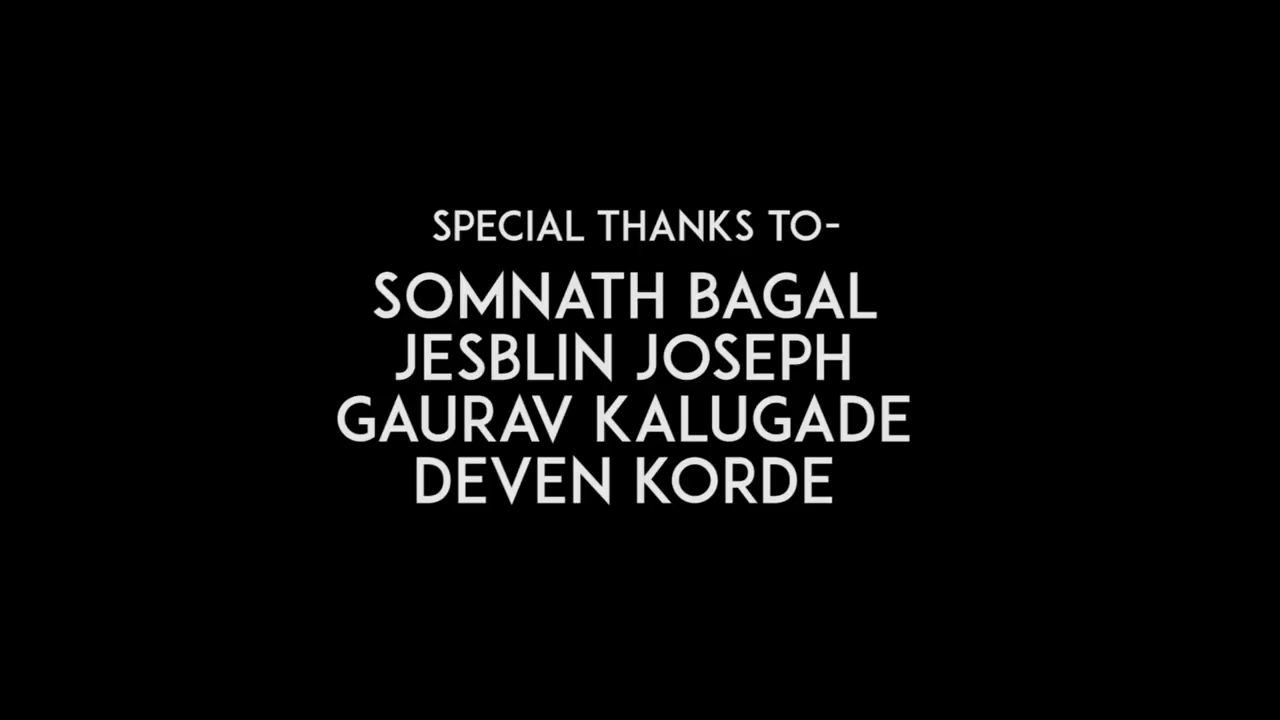 SPECIAL THANKS TO-
SOMNATH BAGAL
JESBLIN JOSEPH
GAURAV KALUGADE
DEVEN KORDE